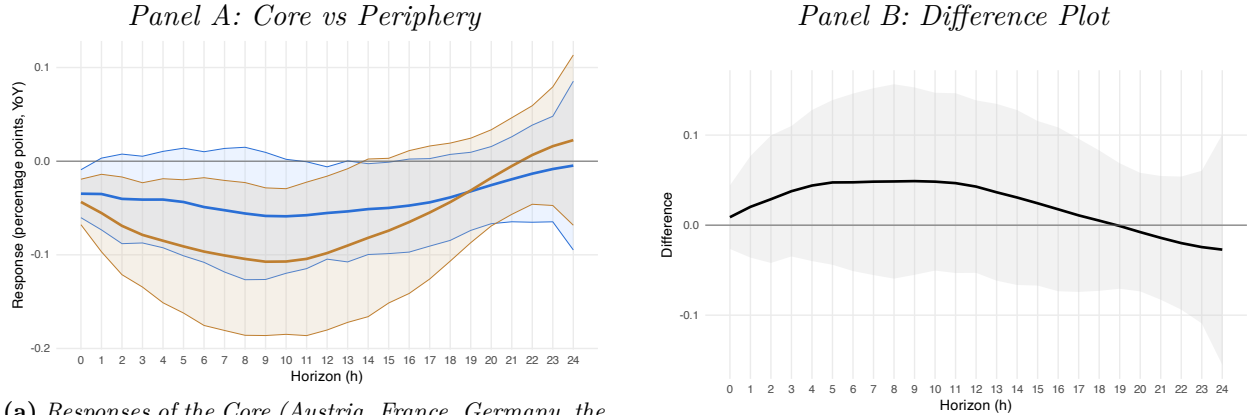 Panel A: Core vs Periphery
Response (percentage points, YoY)
0.1
0.0
-0.1
-0.2
0 1 2 3 4 5 6 7 8 9 10 11 12 13 14 15 16 17 18 19 20 21 22 23 24
Horizon (h)
(a) Responses of the Core (Austria, France, Germany, the
Panel B: Difference Plot
Difference
0.1
0.0
-0.1
0 1 2 3 4 5 6 7 8 9 10 11 12 13 14 15 16 17 18 19 20 21 22 23 24
Horizon (h)